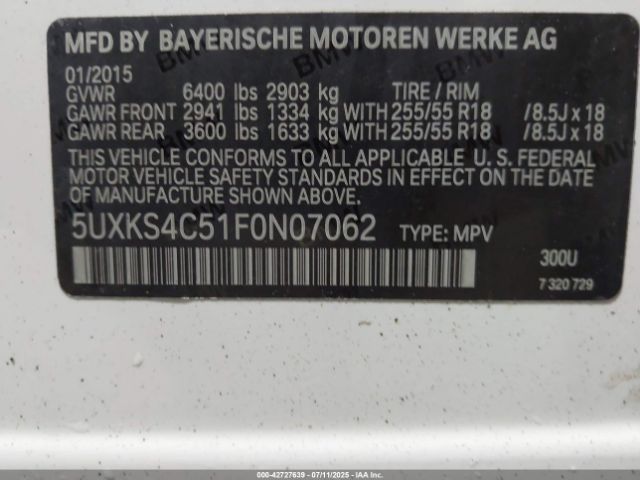 MFD BY BAYERISCHE MOTOREN WERKE AG
01/2015
GVWR 6400 lbs 2903 kg TIRE / RIM
GAWR FRONT 2941 lbs 1334 kg WITH 255/55 R18 / 8.5J x 18
GAWR REAR 3600 lbs 1633 kg WITH 255/55 R18 / 8.5J x 18
THIS VEHICLE CONFORMS TO ALL APPLICABLE U. S. FEDERAL
MOTOR VEHICLE SAFETY STANDARDS IN EFFECT ON THE DATE
OF MANUFACTURE SHOWN ABOVE.
5UXKS4C51F0N07062 TYPE: MPV
300U
7 320 729
000-42727639 - 07/11/2025 - IAAI.COM